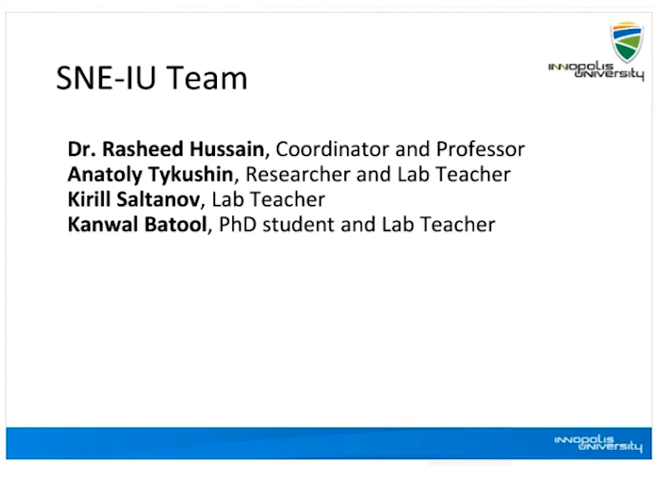 INNOPOLIS
UNIVERSITY
SNE-IU Team
Dr. Rasheed Hussain, Coordinator and Professor
Anatoly Tykushin, Researcher and Lab Teacher
Kirill Saltanov, Lab Teacher
Kanwal Batool, PhD student and Lab Teacher
INNOPOLIS
UNIVERSITY